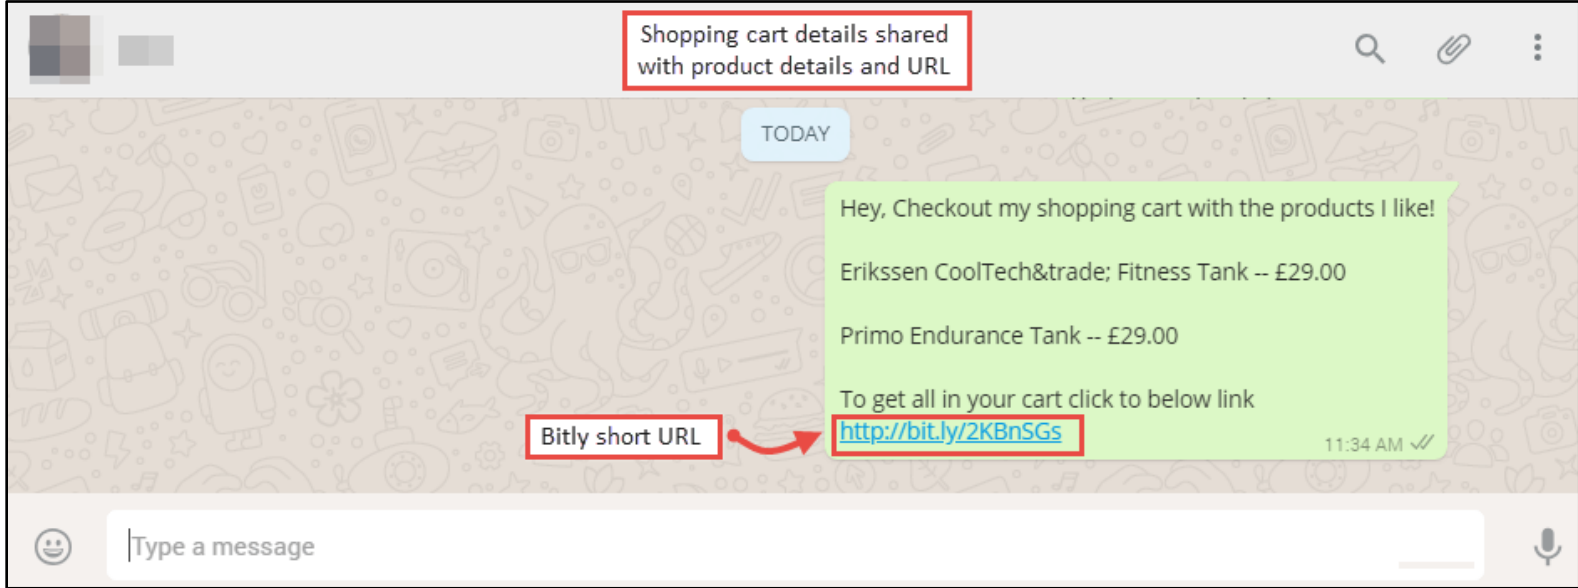 Shopping cart details shared
with product details and URL
TODAY
Hey, Checkout my shopping cart with the products I like!
Erikssen CoolTech&trade; Fitness Tank -- £29.00
Primo Endurance Tank -- £29.00
To get all in your cart click to below link
Bitly short URL
http://bit.ly/2KBnSGs
11:34 AM
Type a message